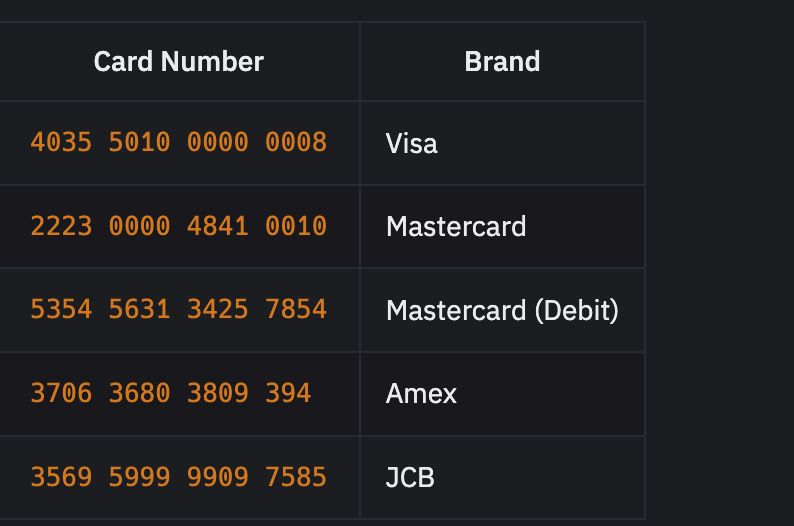 Card Number Brand
4035 5010 0000 0008 Visa
2223 0000 4841 0010 Mastercard
5354 5631 3425 7854 Mastercard (Debit)
3706 3680 3809 394 Amex
3569 5999 9909 7585 JCB